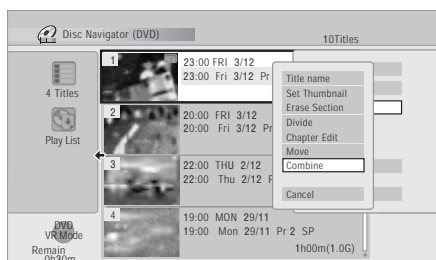 Disc Navigator (DVD)
10Titles
4 Titles
Play List
DVD
VR Mode
Remain
0h30m
1
23:00 FRI 3/12
23:00 Fri 3/12 Pr
2
20:00 FRI 3/12
20:00 Fri 3/12 Pr
3
22:00 THU 2/12
22:00 Thu 2/12 P
4
19:00 MON 29/11
19:00 Mon 29/11 Pr 2 SP
1h00m(1.0G)
Title name
Set Thumbnail
Erase Section
Divide
Chapter Edit
Move
Combine
Cancel